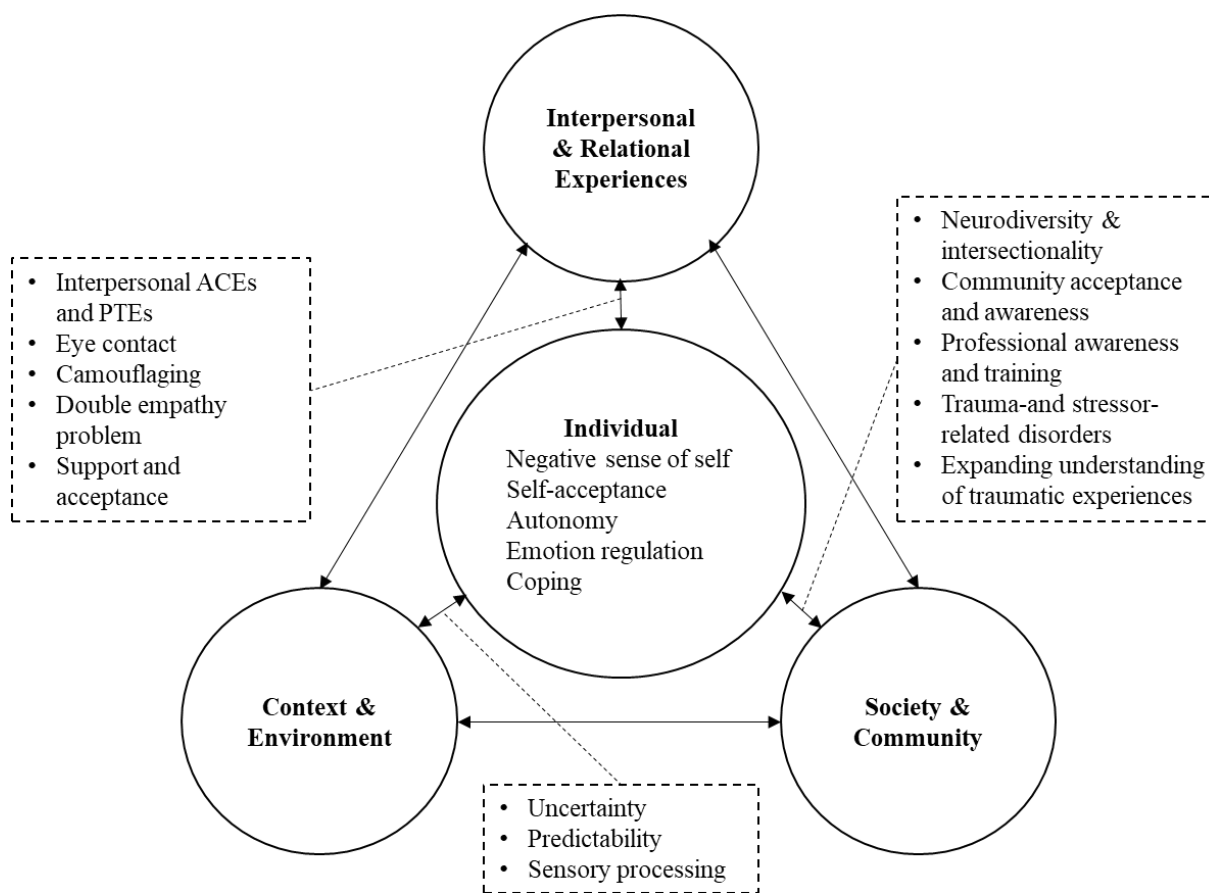 Interpersonal
& Relational
Experiences
• Neurodiversity &
intersectionality
• Community acceptance
and awareness
• Professional awareness
and training
• Trauma-and stressor-
related disorders
• Expanding understanding
of traumatic experiences
• Interpersonal ACEs
and PTEs
• Eye contact
• Camouflaging
• Double empathy
problem
• Support and
acceptance
Individual
Negative sense of self
Self-acceptance
Autonomy
Emotion regulation
Coping
Context &
Environment
Society &
Community
• Uncertainty
• Predictability
• Sensory processing